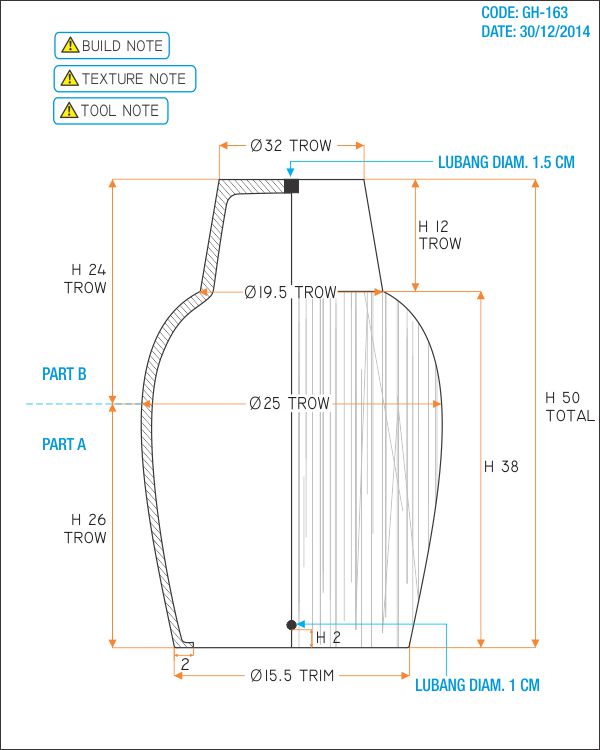 CODE: GH-163
DATE: 30/12/2014
BUILD NOTE
TEXTURE NOTE
TOOL NOTE
Ø32 TROW
LUBANG DIAM. 1.5 CM
H 12
TROW
H 24
TROW
Ø19.5 TROW
PART B
Ø25 TROW
H 50
TOTAL
PART A
H 38
H 26
TROW
H 2
2
Ø15.5 TRIM
LUBANG DIAM. 1 CM